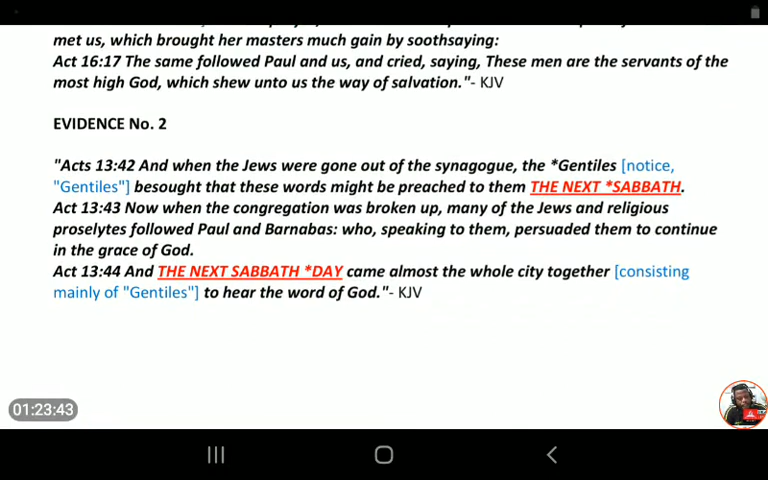 met us, which brought her masters much gain by soothsaying:
Act 16:17 The same followed Paul and us, and cried, saying, These men are the servants of the
most high God, which shew unto us the way of salvation."- KJV
EVIDENCE No. 2
"Acts 13:42 And when the Jews were gone out of the synagogue, the *Gentiles [notice,
"Gentiles"] besought that these words might be preached to them THE NEXT *SABBATH.
Act 13:43 Now when the congregation was broken up, many of the Jews and religious
proselytes followed Paul and Barnabas: who, speaking to them, persuaded them to continue
in the grace of God.
Act 13:44 And THE NEXT SABBATH *DAY came almost the whole city together [consisting
mainly of "Gentiles"] to hear the word of God."- KJV
01:23:43